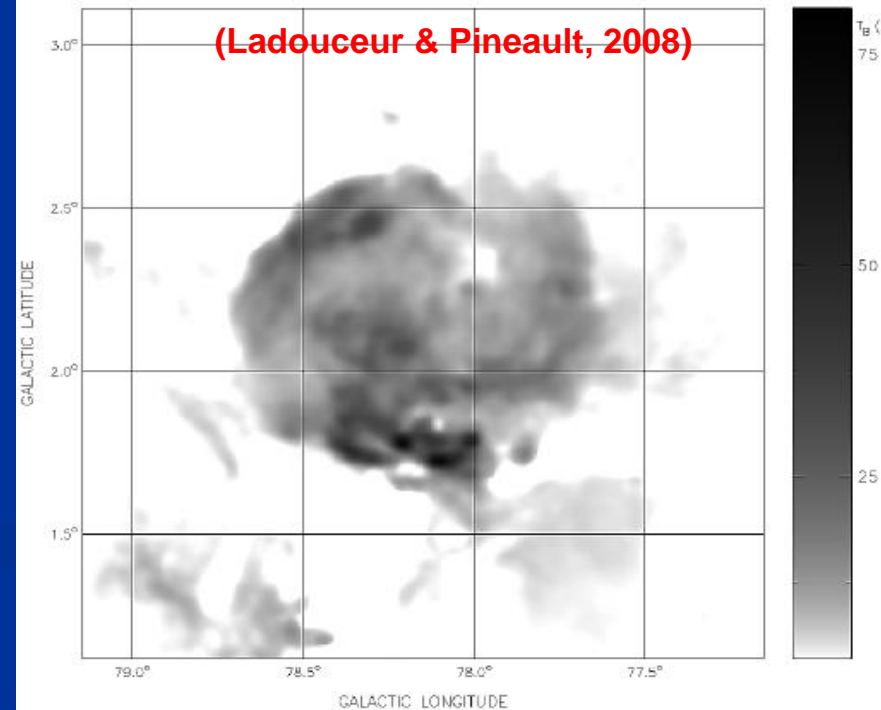 (Ladouceur & Pineault, 2008)
T_B (
3.0°
2.5°
2.0°
1.5°
GALACTIC LATITUDE
79.0°
78.5°
78.0°
77.5°
GALACTIC LONGITUDE
75
50
25